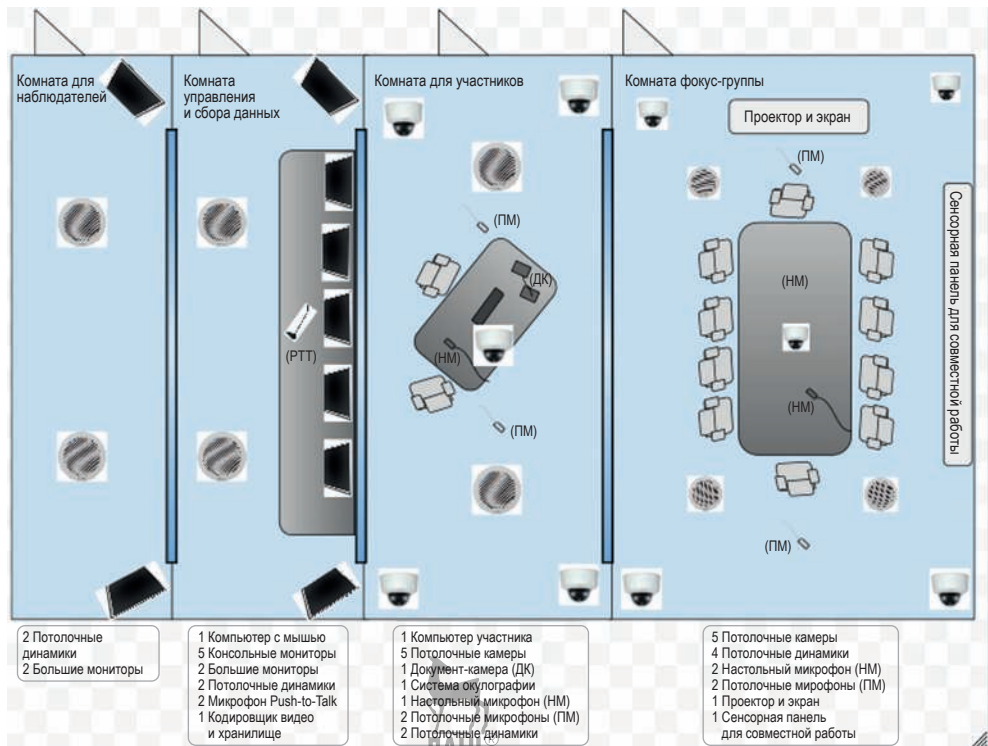 Комната для
наблюдателей
Комната
управления
и сбора данных
Комната для участников
Комната фокус-группы
Проектор и экран
(ПМ)
(ПМ)
Сенсорная панель для совместной работы
(ДК)
(НМ)
(PTT)
(НМ)
(НМ)
(ПМ)
(ПМ)
2 Потолочные
динамики
2 Большие мониторы
1 Компьютер с мышью
5 Консольные мониторы
2 Большие мониторы
2 Потолочные динамики
2 Микрофон Push-to-Talk
1 Кодировщик видео
и хранилище
1 Компьютер участника
5 Потолочные камеры
1 Документ-камера (ДК)
1 Система окулографии
1 Настольный микрофон (НМ)
2 Потолочные микрофоны (ПМ)
2 Потолочные динамики
5 Потолочные камеры
4 Потолочные динамики
2 Настольный микрофон (НМ)
2 Потолочные мирофоны (ПМ)
1 Проектор и экран
1 Сенсорная панель
для совместной работы